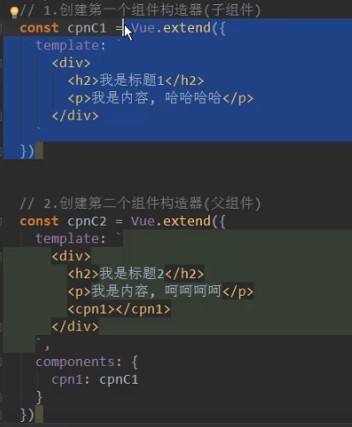 // 1.创建第一个组件构造器(子组件)
const cpnC1 = Vue.extend({
template: `
<div>
<h2>我是标题1</h2>
<p>我是内容, 哈哈哈哈</p>
</div>
`
})
// 2.创建第二个组件构造器(父组件)
const cpnC2 = Vue.extend({
template: `
<div>
<h2>我是标题2</h2>
<p>我是内容, 呵呵呵呵</p>
<cpn1></cpn1>
</div>
`,
components: {
cpn1: cpnC1
}
})